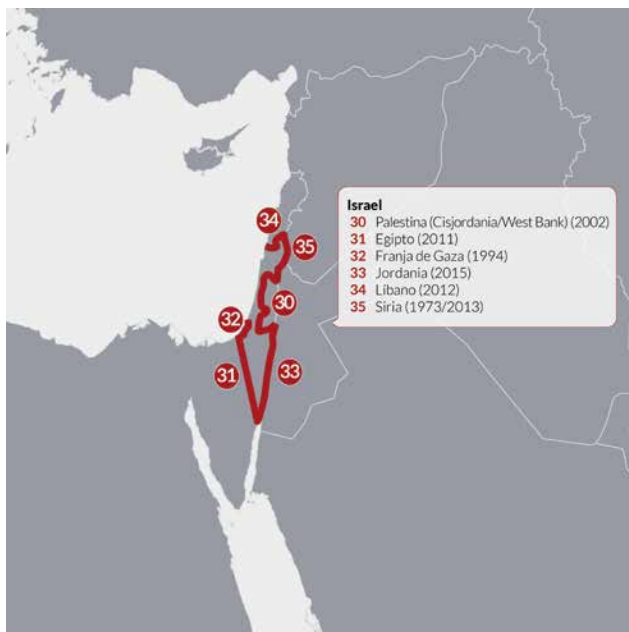 Israel
30 Palestina (Cisjordania/West Bank) (2002)
31 Egipto (2011)
32 Franja de Gaza (1994)
33 Jordania (2015)
34 Líbano (2012)
35 Siria (1973/2013)
34
35
30
32
31
33